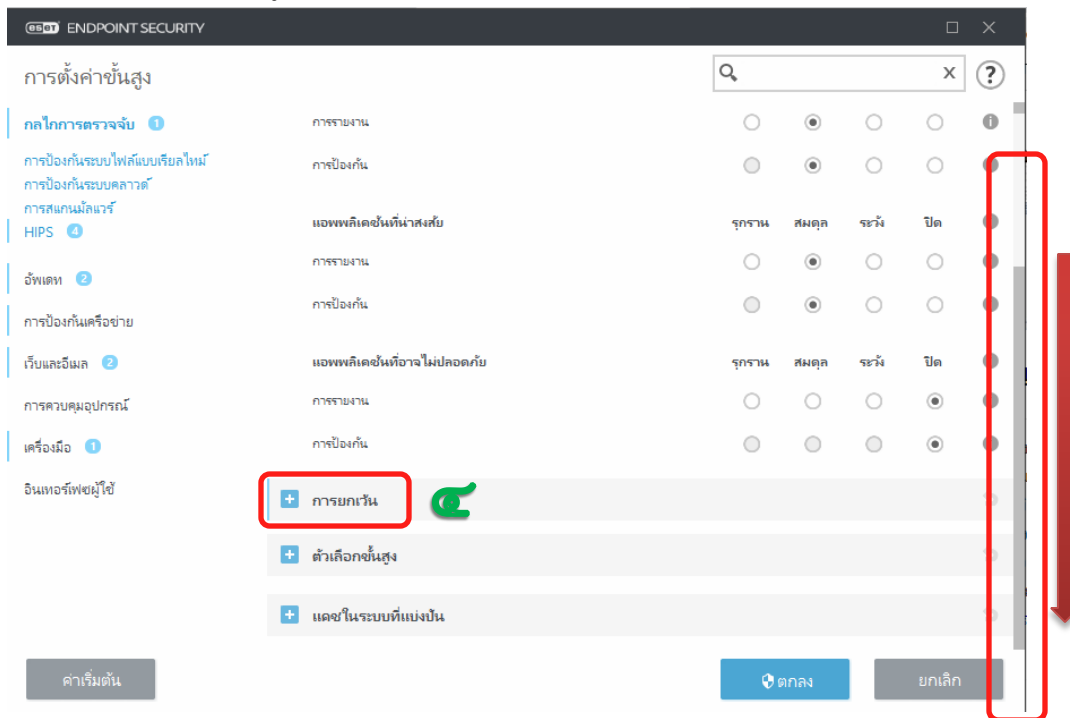 eset ENDPOINT SECURITY
การตั้งค่าขั้นสูง
X ?
กลไกการตรวจจับ 1
การป้องกันระบบไฟล์แบบเรียลไทม์
การป้องกันระบบคลาวด์
การสแกนมัลแวร์
HIPS 4
อัพเดท 2
การป้องกันเครือข่าย
เว็บและอีเมล 2
การควบคุมอุปกรณ์
เครื่องมือ 1
อินเทอร์เฟซผู้ใช้
การรายงาน
การป้องกัน
แอพพลิเคชันที่น่าสงสัย รุกราน สมดุล ระวัง ปิด
การรายงาน
การป้องกัน
แอพพลิเคชันที่อาจไม่ปลอดภัย รุกราน สมดุล ระวัง ปิด
การรายงาน
การป้องกัน
+ การยกเว้น ๔
+ ตัวเลือกขั้นสูง
+ แคชในระบบที่แบ่งปัน
ค่าเริ่มต้น ตกลง ยกเลิก